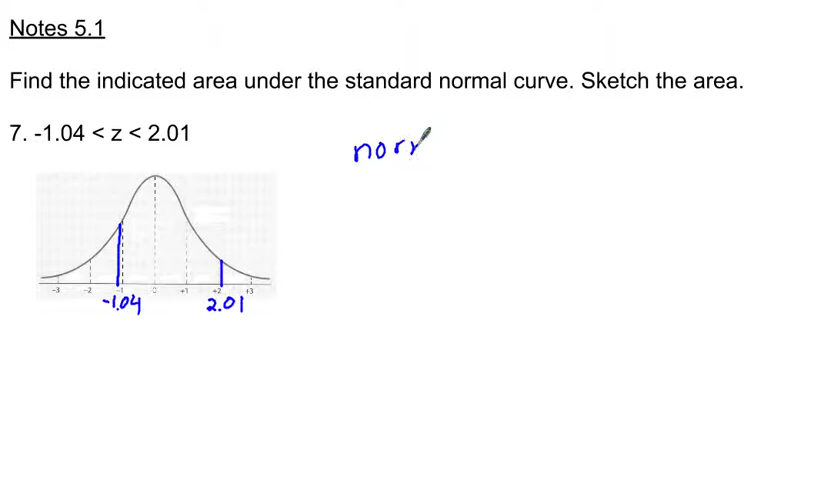 Notes 5.1
Find the indicated area under the standard normal curve. Sketch the area.
7. -1.04 < z < 2.01
nor
-3 -2 -1 0 +1 +2 +3
-1.04 2.01